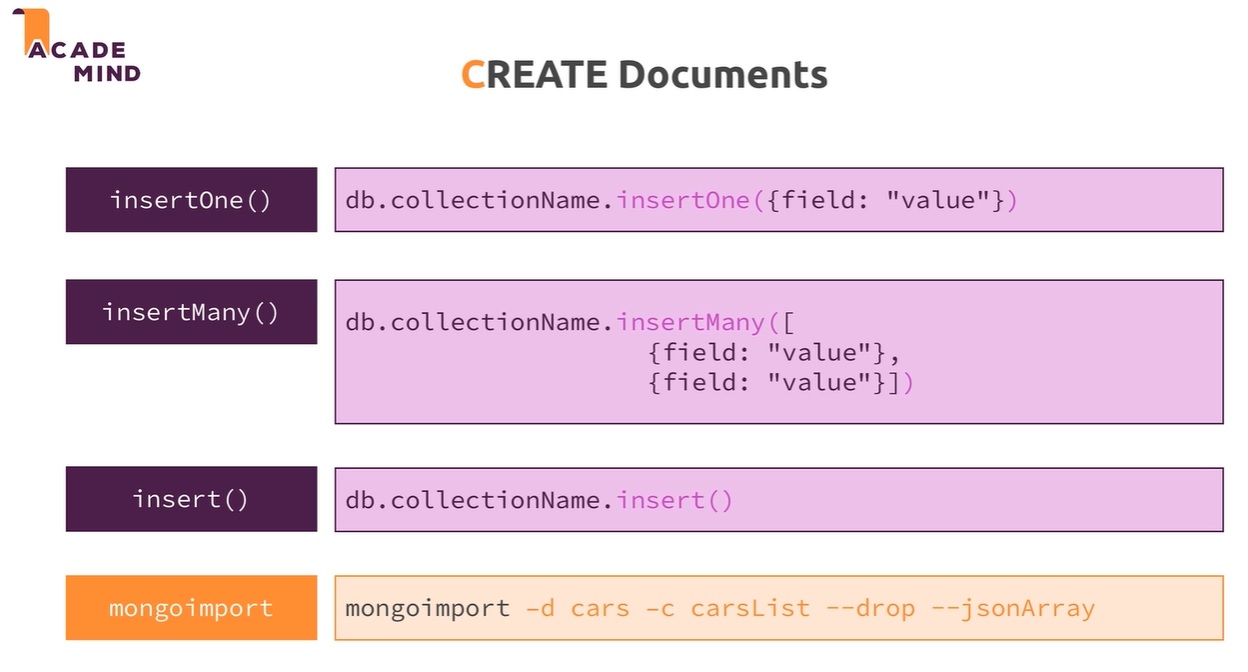 ACADE
MIND
CREATE Documents
insertOne()
db.collectionName.insertOne({field: "value"})
insertMany()
db.collectionName.insertMany([
{field: "value"},
{field: "value"}])
insert()
db.collectionName.insert()
mongoimport
mongoimport –d cars –c carsList --drop --jsonArray